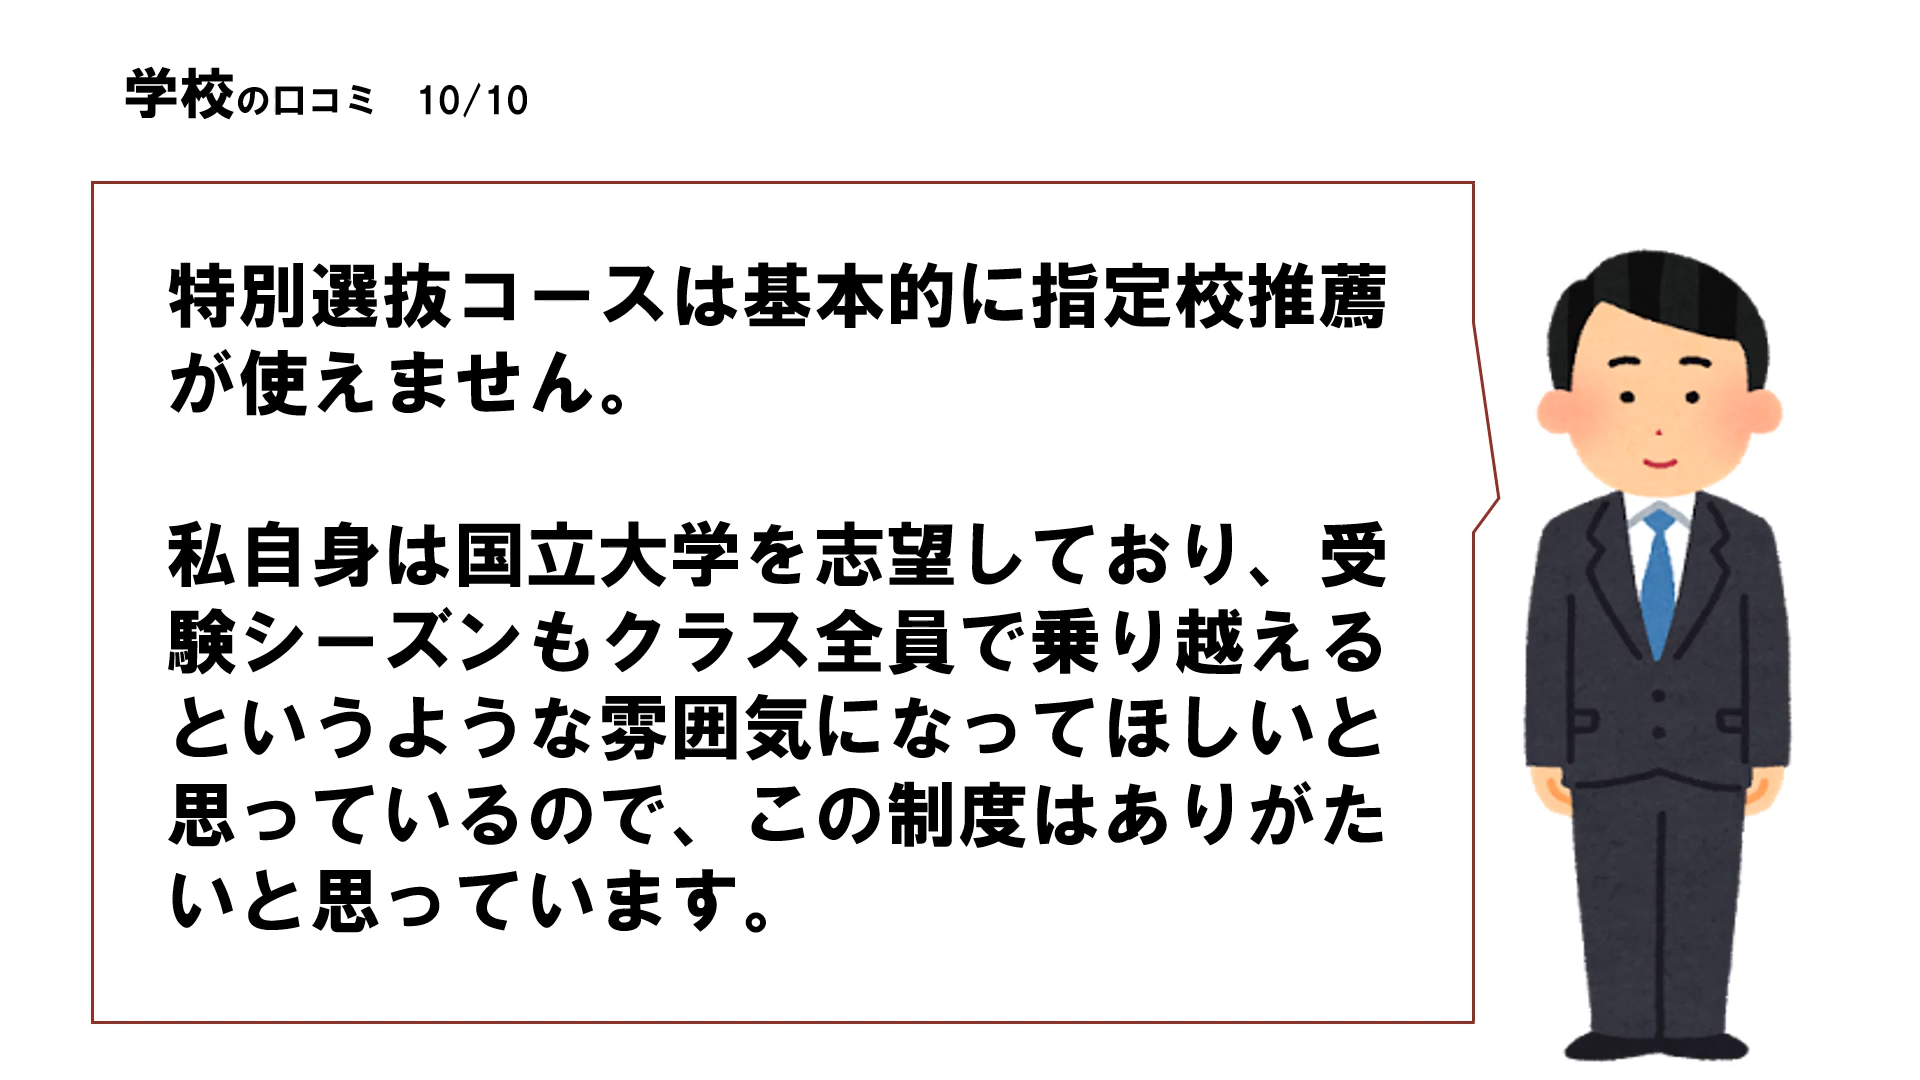 学校の口コミ　10/10
特別選抜コースは基本的に指定校推薦
が使えません。
私自身は国立大学を志望しており、受
験シーズンもクラス全員で乗り越える
というような雰囲気になってほしいと
思っているので、この制度はありがた
いと思っています。